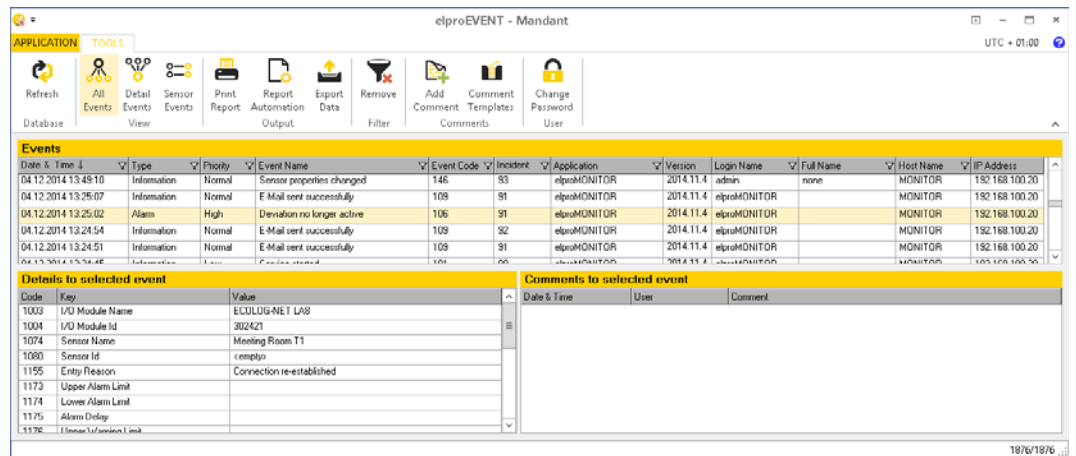 elproEVENT - Mandant
APPLICATION TOOLS UTC + 01:00
Refresh All Events Detail Events Sensor Events Print Report Report Automation Export Data Remove Add Comment Comment Templates Change Password
Database View Output Filter Comments User
Events
Date & Time Type Priority Event Name Event Code Incident Application Version Login Name Full Name Host Name IP Address
04.12.2014 13:49:10 Information Normal Sensor properties changed 146 93 elproMONITOR 2014.11.4 admin none MONITOR 192.168.100.20
04.12.2014 13:25:07 Information Normal E-Mail sent successfully 109 91 elproMONITOR 2014.11.4 elproMONITOR MONITOR 192.168.100.20
04.12.2014 13:25:02 Alarm High Deviation no longer active 106 91 elproMONITOR 2014.11.4 elproMONITOR MONITOR 192.168.100.20
04.12.2014 13:24:54 Information Normal E-Mail sent successfully 109 92 elproMONITOR 2014.11.4 elproMONITOR MONITOR 192.168.100.20
04.12.2014 13:24:51 Information Normal E-Mail sent successfully 109 91 elproMONITOR 2014.11.4 elproMONITOR MONITOR 192.168.100.20
Details to selected event Comments to selected event
Code Key Value Date & Time User Comment
1003 I/O Module Name ECOLOG-NET LA8
1004 I/O Module Id 302421
1074 Sensor Name Meeting Room T1
1080 Sensor Id <empty>
1155 Entry Reason Connection re-established
1173 Upper Alarm Limit
1174 Lower Alarm Limit
1175 Alarm Delay
1176 Upper Warning Limit
1876/1876